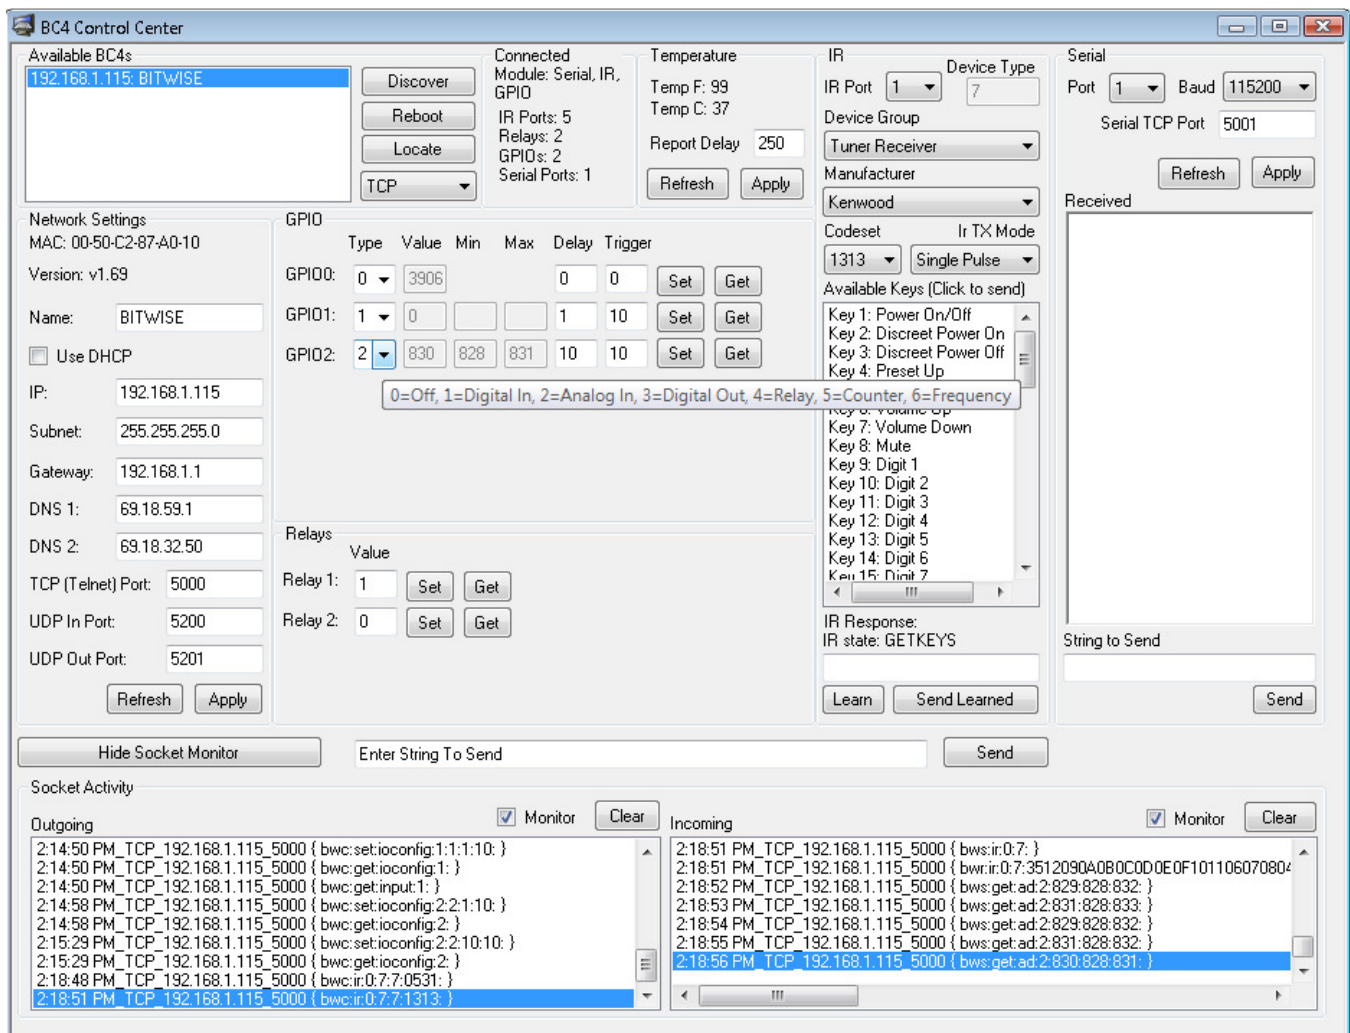 BC4 Control Center
Available BC4s
192.168.1.115: BITWISE
Discover
Reboot
Locate
TCP
Connected
Module: Serial, IR,
GPIO
IR Ports: 5
Relays: 2
GPIOs: 2
Serial Ports: 1
Temperature
Temp F: 99
Temp C: 37
Report Delay 250
Refresh Apply
IR
Device Type
IR Port 1 7
Device Group
Tuner Receiver
Manufacturer
Kenwood
Codeset Ir TX Mode
1313 Single Pulse
Available Keys (Click to send)
Key 1: Power On/Off
Key 2: Discreet Power On
Key 3: Discreet Power Off
Key 4: Preset Up
Key 6: Volume Up
Key 7: Volume Down
Key 8: Mute
Key 9: Digit 1
Key 10: Digit 2
Key 11: Digit 3
Key 12: Digit 4
Key 13: Digit 5
Key 14: Digit 6
Key 15: Digit 7
IR Response:
IR state: GETKEYS
Learn Send Learned
Serial
Port 1 Baud 115200
Serial TCP Port 5001
Refresh Apply
Received
String to Send
Send
Network Settings
MAC: 00-50-C2-87-A0-10
Version: v1.69
Name: BITWISE
Use DHCP
IP: 192.168.1.115
Subnet: 255.255.255.0
Gateway: 192.168.1.1
DNS 1: 69.18.59.1
DNS 2: 69.18.32.50
TCP (Telnet) Port: 5000
UDP In Port: 5200
UDP Out Port: 5201
Refresh Apply
GPIO
Type Value Min Max Delay Trigger
GPIO0: 0 3906 0 0 Set Get
GPIO1: 1 0 1 10 Set Get
GPIO2: 2 830 828 831 10 10 Set Get
0=Off, 1=Digital In, 2=Analog In, 3=Digital Out, 4=Relay, 5=Counter, 6=Frequency
Relays
Value
Relay 1: 1 Set Get
Relay 2: 0 Set Get
Hide Socket Monitor
Enter String To Send
Send
Socket Activity
Outgoing
Monitor Clear
2:14:50 PM_TCP_192.168.1.115_5000 { bwc:set:ioconfig:1:1:1:10: }
2:14:50 PM_TCP_192.168.1.115_5000 { bwc:get:ioconfig:1: }
2:14:50 PM_TCP_192.168.1.115_5000 { bwc:get:input:1: }
2:14:58 PM_TCP_192.168.1.115_5000 { bwc:set:ioconfig:2:2:1:10: }
2:14:58 PM_TCP_192.168.1.115_5000 { bwc:get:ioconfig:2: }
2:15:29 PM_TCP_192.168.1.115_5000 { bwc:set:ioconfig:2:2:10:10: }
2:15:29 PM_TCP_192.168.1.115_5000 { bwc:get:ioconfig:2: }
2:18:48 PM_TCP_192.168.1.115_5000 { bwc:ir:0:7:7:0531: }
2:18:51 PM_TCP_192.168.1.115_5000 { bwc:ir:0:7:7:1313: }
Incoming
Monitor Clear
2:18:51 PM_TCP_192.168.1.115_5000 { bws:ir:0:7: }
2:18:51 PM_TCP_192.168.1.115_5000 { bwr:ir:0:7:3512090A0B0C0D0E0F101106070804
2:18:52 PM_TCP_192.168.1.115_5000 { bws:get:ad:2:829:828:832: }
2:18:53 PM_TCP_192.168.1.115_5000 { bws:get:ad:2:831:828:833: }
2:18:54 PM_TCP_192.168.1.115_5000 { bws:get:ad:2:829:828:832: }
2:18:55 PM_TCP_192.168.1.115_5000 { bws:get:ad:2:831:828:832: }
2:18:56 PM_TCP_192.168.1.115_5000 { bws:get:ad:2:830:828:831: }